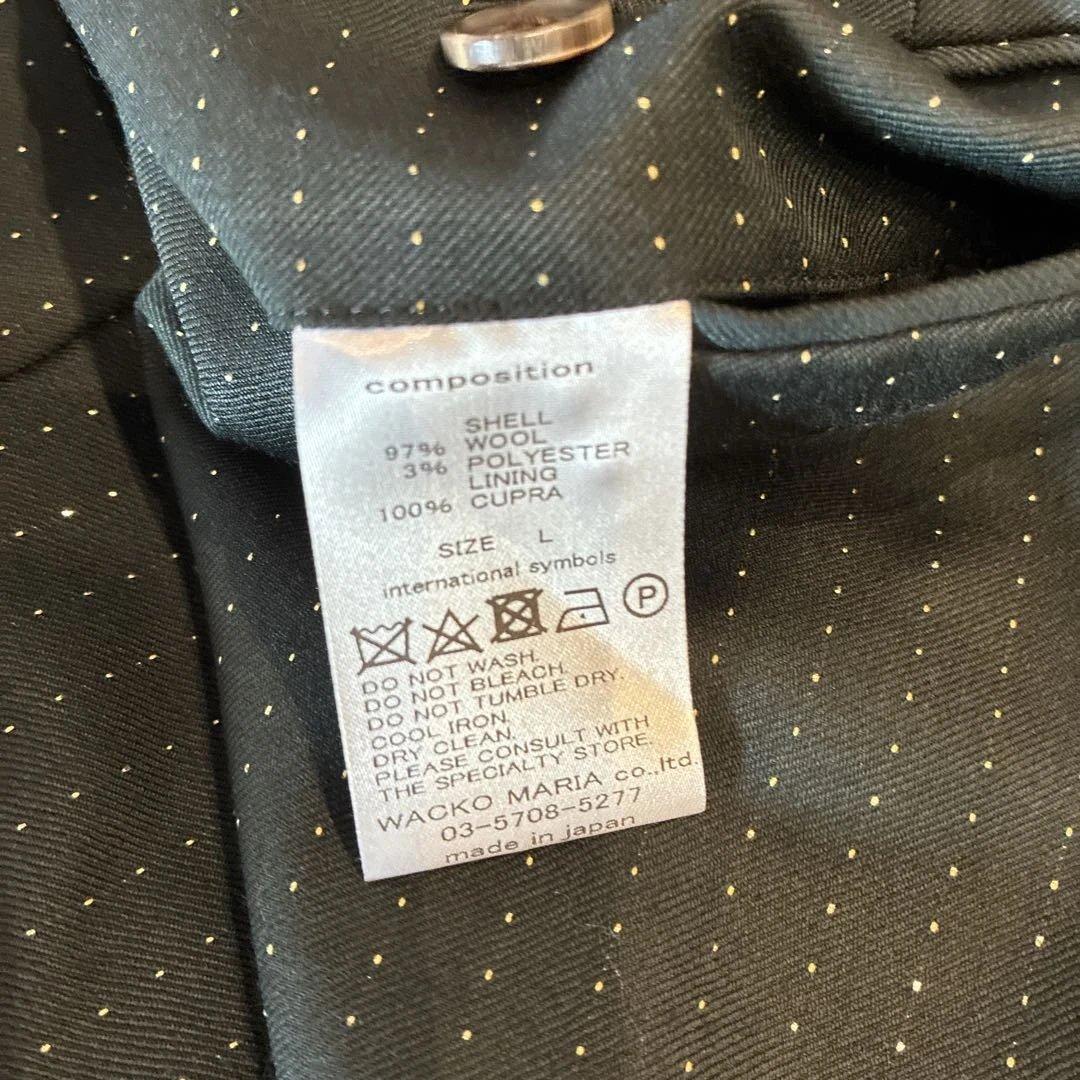 composition
SHELL
97% WOOL
3% POLYESTER
LINING
100% CUPRA
SIZE L
international symbols
P
DO NOT WASH.
DO NOT BLEACH.
DO NOT TUMBLE DRY.
COOL IRON.
DRY CLEAN.
PLEASE CONSULT WITH
THE SPECIALTY STORE.
WACKO MARIA co.,ltd.
03-5708-5277
made in japan